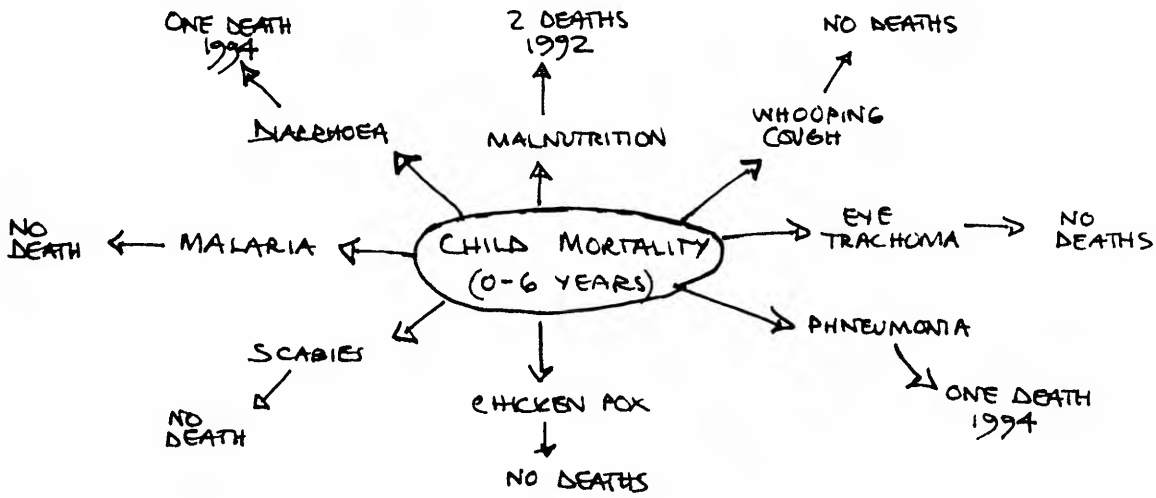 ONE DEATH
1994
2 DEATHS
1992
NO DEATHS
DIARRHOEA
MALNUTRITION
WHOOPING
COUGH
NO
DEATH
MALARIA
CHILD MORTALITY
(0-6 YEARS)
EYE
TRACHOMA
NO
DEATHS
SCABIES
PHNEUMONIA
NO
DEATH
CHICKEN POX
ONE DEATH
1994
NO DEATHS